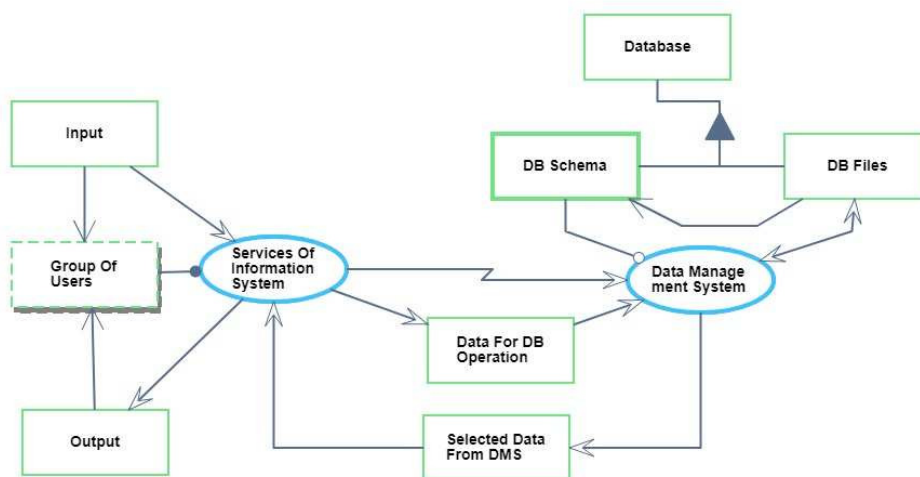 Database
Input
DB Schema
DB Files
Group Of
Users
Services Of
Information
System
Data Manage
ment System
Data For DB
Operation
Output
Selected Data
From DMS